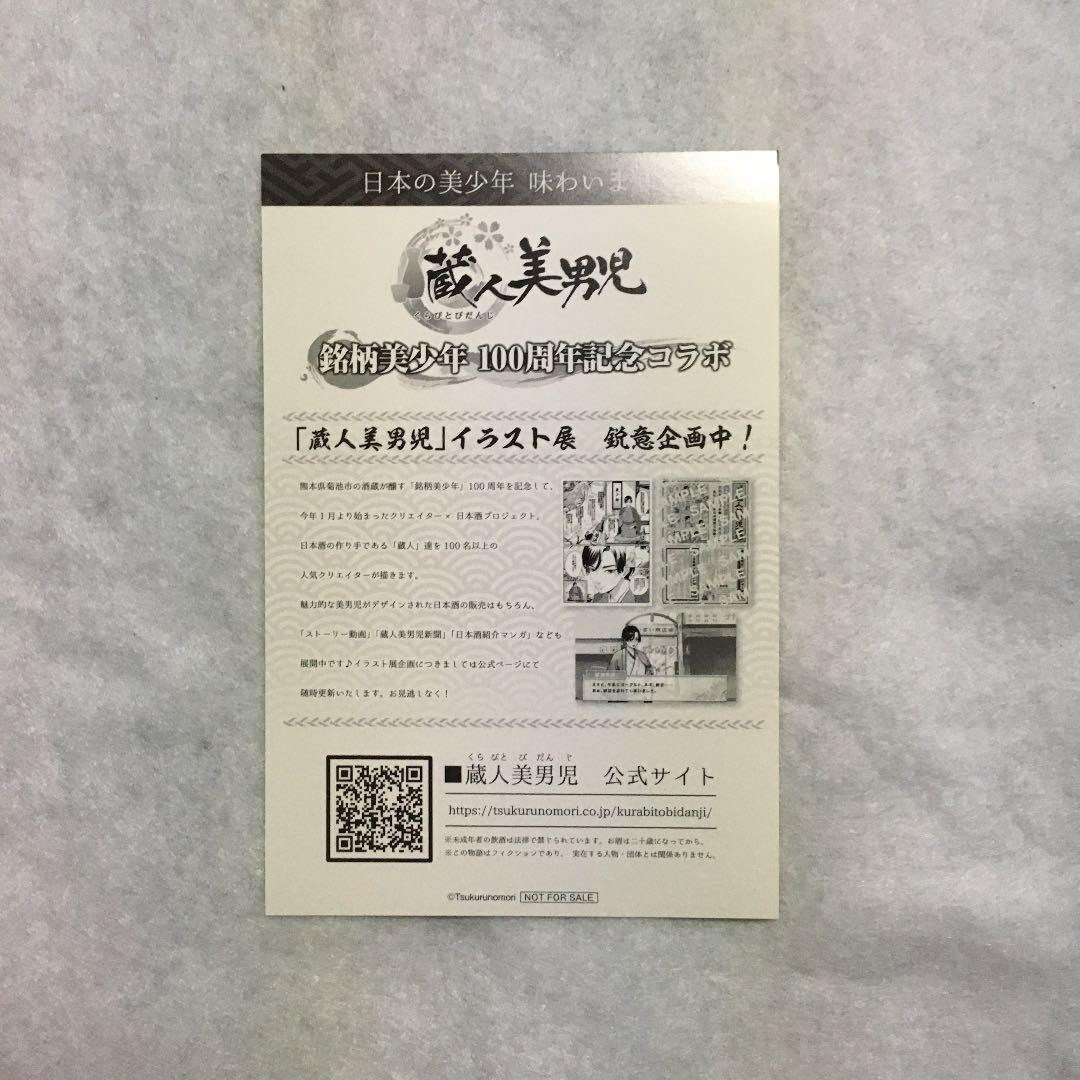 日本の美少年 味わいま
蔵人美男児
くらびとびだんじ
銘柄美少年 100周年記念コラボ
「蔵人美男児」イラスト展 鋭意企画中！
熊本県菊池市の酒蔵が醸す「銘柄美少年」100周年を記念して、
今年1月より始まったクリエイター×日本酒プロジェクト。
日本酒の作り手である「蔵人」達を100名以上の
人気クリエイターが描きます。
魅力的な美男児がデザインされた日本酒の販売はもちろん、
「ストーリー動画」「蔵人美男児新聞」「日本酒紹介マンガ」なども
展開中です♪イラスト展企画につきましては公式ページにて
随時更新いたします。お見逃しなく！
くら びと び だん じ
■蔵人美男児 公式サイト
https://tsukurunomori.co.jp/kurabitobidanji/
※未成年者の飲酒は法律で禁じられています。お酒は二十歳になってから。
※この物語はフィクションであり、実在する人物・団体とは関係ありません。
©Tsukurunomori NOT FOR SALE